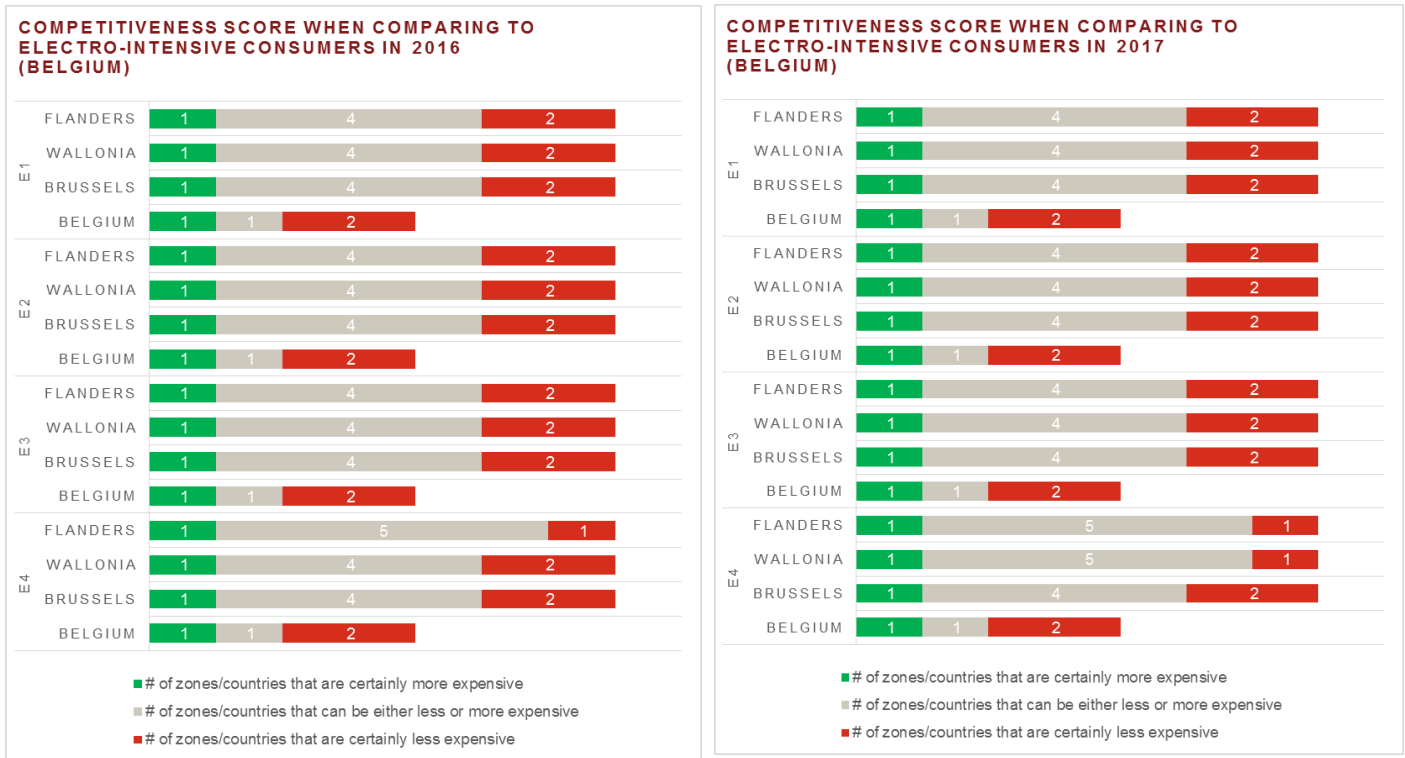 COMPETITIVENESS SCORE WHEN COMPARING TO
ELECTRO-INTENSIVE CONSUMERS IN 2016
(BELGIUM)
E1
FLANDERS 1 4 2
WALLONIA 1 4 2
BRUSSELS 1 4 2
BELGIUM 1 1 2
E2
FLANDERS 1 4 2
WALLONIA 1 4 2
BRUSSELS 1 4 2
BELGIUM 1 1 2
E3
FLANDERS 1 4 2
WALLONIA 1 4 2
BRUSSELS 1 4 2
BELGIUM 1 1 2
E4
FLANDERS 1 5 1
WALLONIA 1 4 2
BRUSSELS 1 4 2
BELGIUM 1 1 2
# of zones/countries that are certainly more expensive
# of zones/countries that can be either less or more expensive
# of zones/countries that are certainly less expensive
COMPETITIVENESS SCORE WHEN COMPARING TO
ELECTRO-INTENSIVE CONSUMERS IN 2017
(BELGIUM)
E1
FLANDERS 1 4 2
WALLONIA 1 4 2
BRUSSELS 1 4 2
BELGIUM 1 1 2
E2
FLANDERS 1 4 2
WALLONIA 1 4 2
BRUSSELS 1 4 2
BELGIUM 1 1 2
E3
FLANDERS 1 4 2
WALLONIA 1 4 2
BRUSSELS 1 4 2
BELGIUM 1 1 2
E4
FLANDERS 1 5 1
WALLONIA 1 5 1
BRUSSELS 1 4 2
BELGIUM 1 1 2
# of zones/countries that are certainly more expensive
# of zones/countries that can be either less or more expensive
# of zones/countries that are certainly less expensive